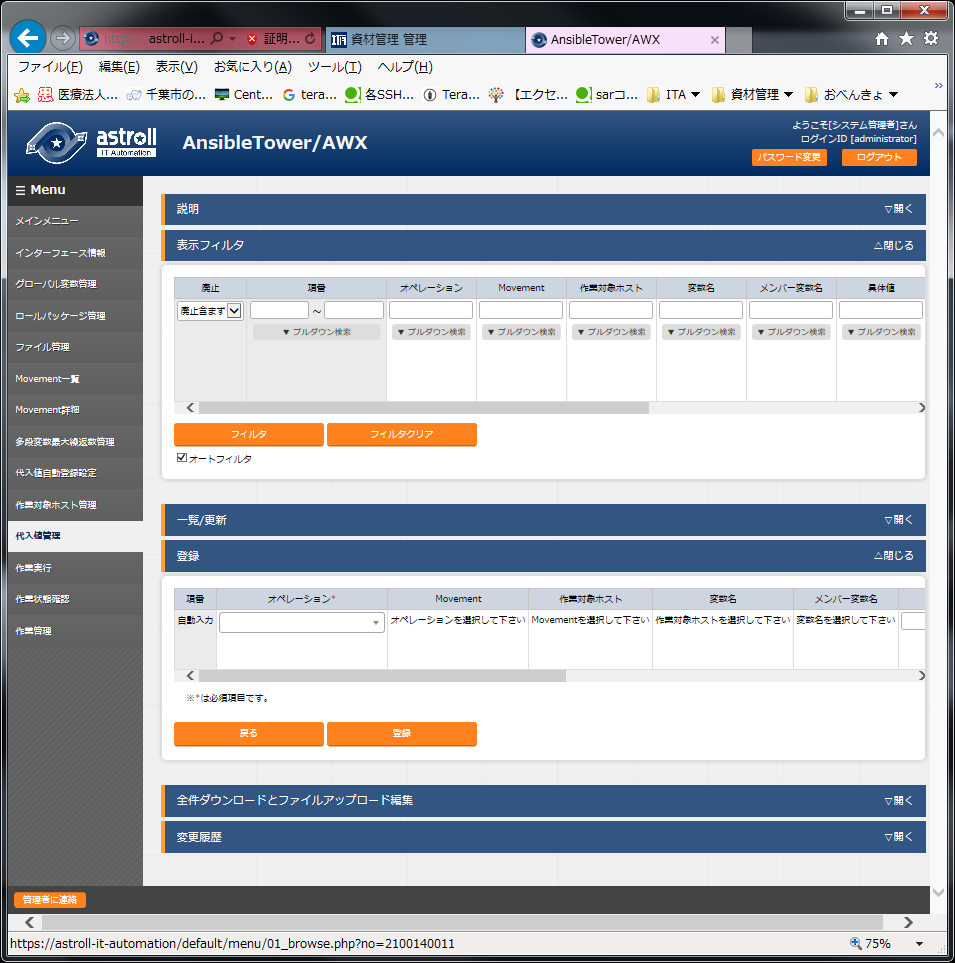 https:// astroll-i... 証明...
資材管理 管理
AnsibleTower/AWX
ファイル(F) 編集(E) 表示(V) お気に入り(A) ツール(T) ヘルプ(H)
医療法人... 千葉市の... Cent... tera... 各SSH... Tera... 【エクセ... sarコ... ITA 資材管理 おべんきょ
astroll
IT Automation
AnsibleTower/AWX
ようこそ[システム管理者]さん
ログインID [administrator]
パスワード変更 ログアウト
Menu
メインメニュー
インターフェース情報
グローバル変数管理
ロールパッケージ管理
ファイル管理
Movement一覧
Movement詳細
多段変数最大繰返数管理
代入値自動登録設定
作業対象ホスト管理
代入値管理
作業実行
作業状態確認
作業管理
説明 ▽開く
表示フィルタ △閉じる
廃止 項番 オペレーション Movement 作業対象ホスト 変数名 メンバー変数名 具体値
廃止含まず ～
▼プルダウン検索 ▼プルダウン検索 ▼プルダウン検索 ▼プルダウン検索 ▼プルダウン検索 ▼プルダウン検索 ▼プルダウン検索
フィルタ フィルタクリア
オートフィルタ
一覧/更新 ▽開く
登録 △閉じる
項番 オペレーション* Movement 作業対象ホスト 変数名 メンバー変数名
自動入力 オペレーションを選択して下さい Movementを選択して下さい 作業対象ホストを選択して下さい 変数名を選択して下さい
※*は必須項目です。
戻る 登録
全件ダウンロードとファイルアップロード編集 ▽開く
変更履歴 ▽開く
管理者に連絡
https://astroll-it-automation/default/menu/01_browse.php?no=2100140011
75%